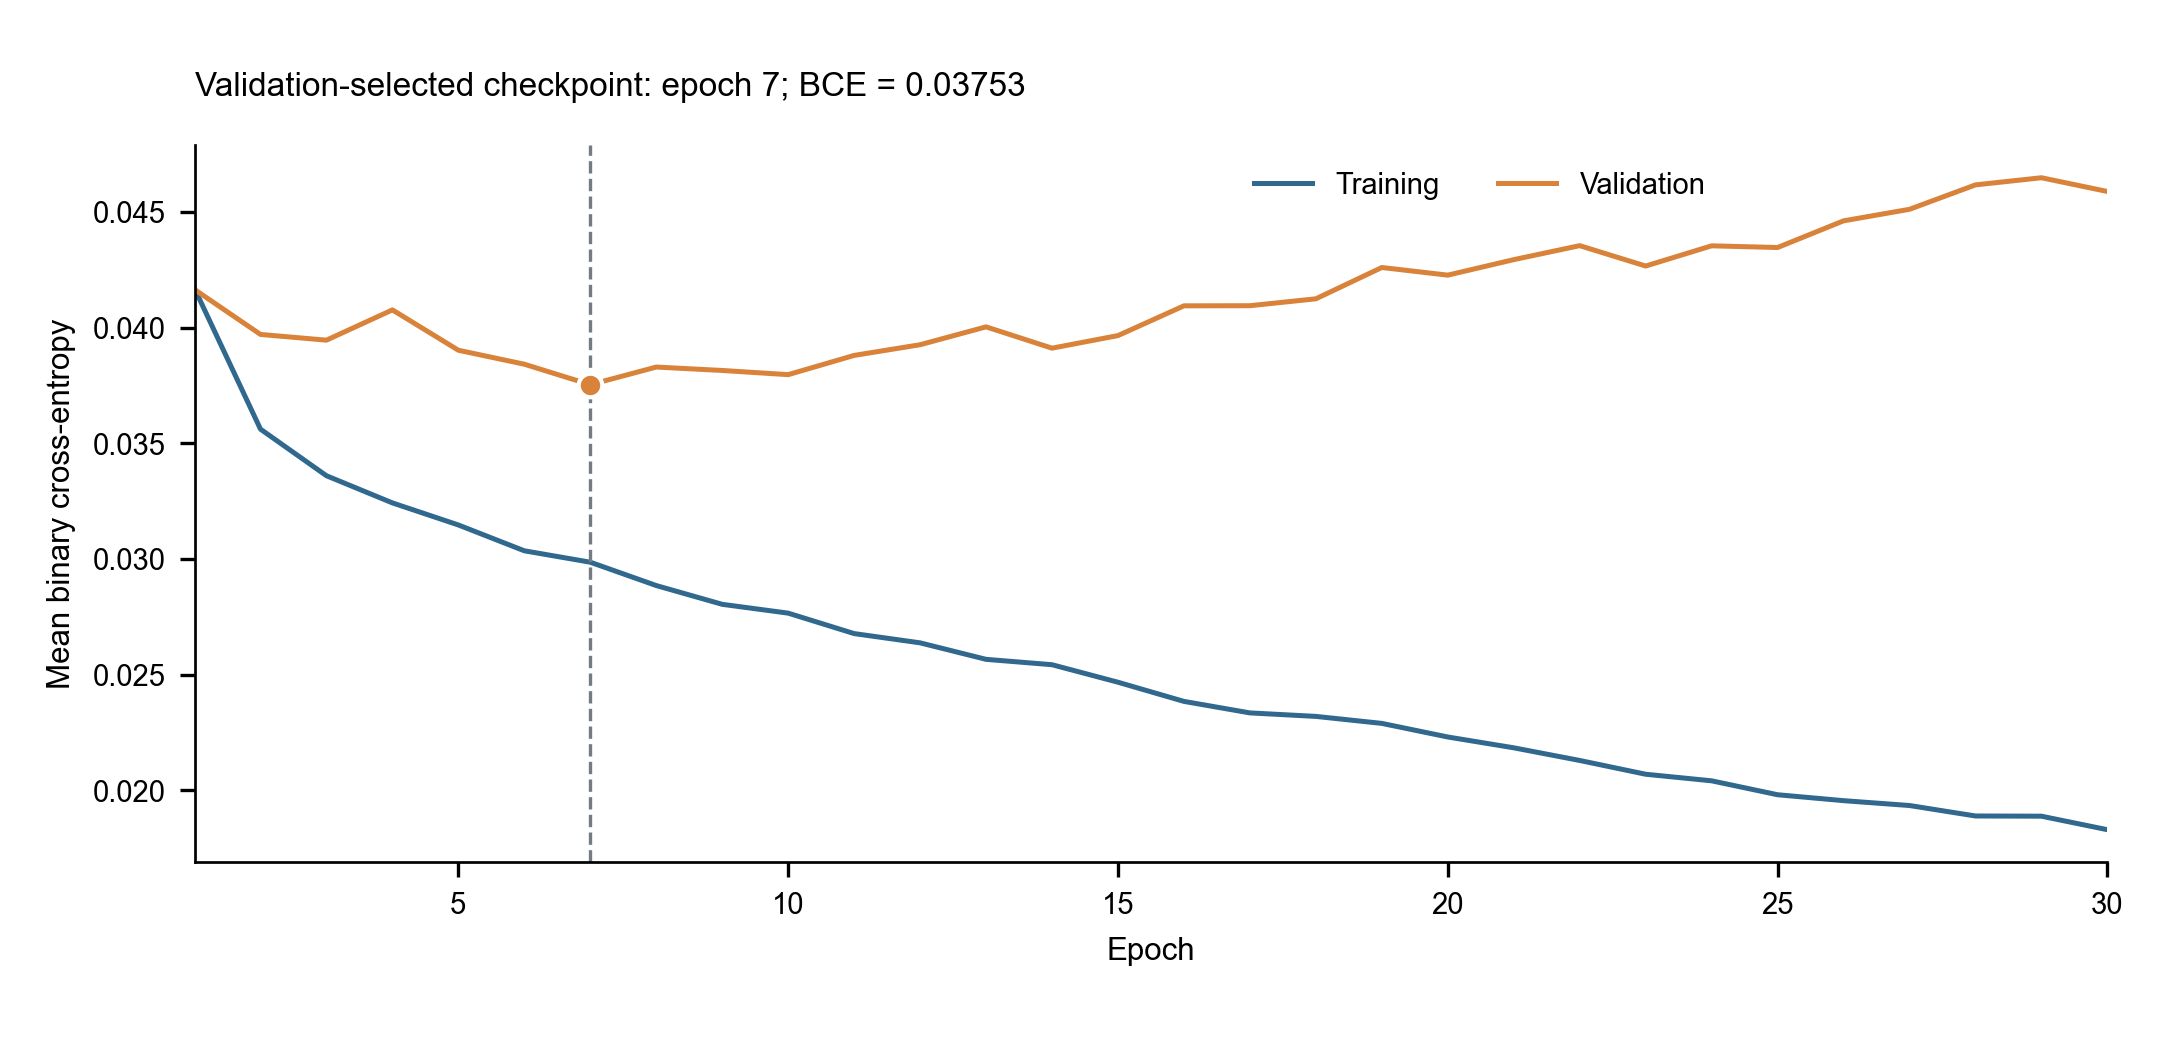 Validation-selected checkpoint: epoch 7; BCE = 0.03753
Training
Validation
Mean binary cross-entropy
0.045
0.040
0.035
0.030
0.025
0.020
5
10
15
20
25
30
Epoch